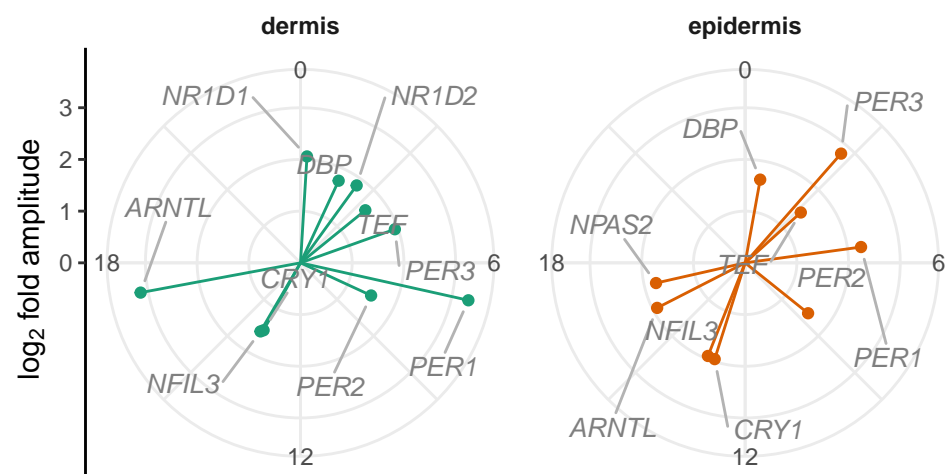 dermis
epidermis
0
NR1D1
NR1D2
3
DBP
2
TEF
ARNTL
1
0
18
6
CRY1
PER3
NFIL3
PER2
PER1
12
log2 fold amplitude
0
PER3
DBP
NPAS2
18
TEF
6
PER2
NFIL3
PER1
ARNTL
CRY1
12